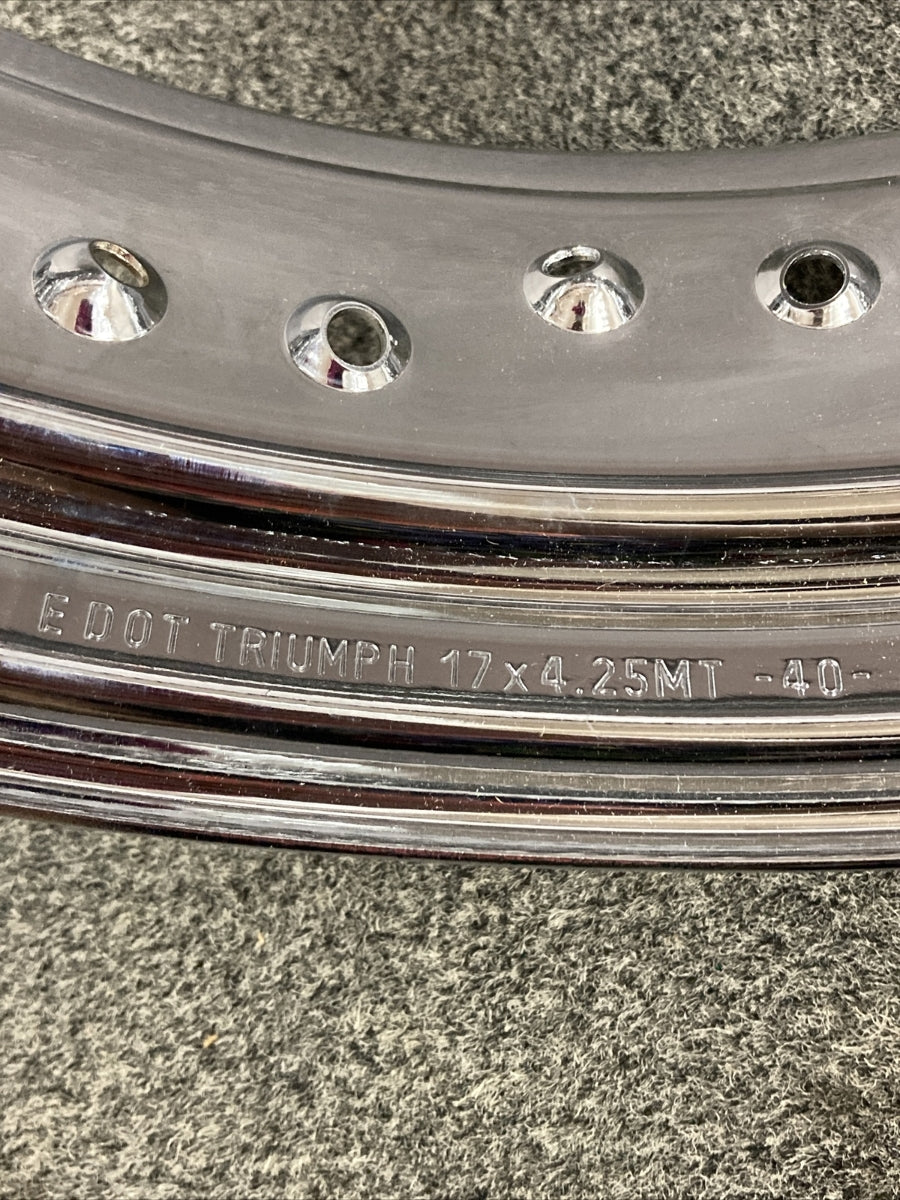 E DOT TRIUMPH 17x4.25MT -40-